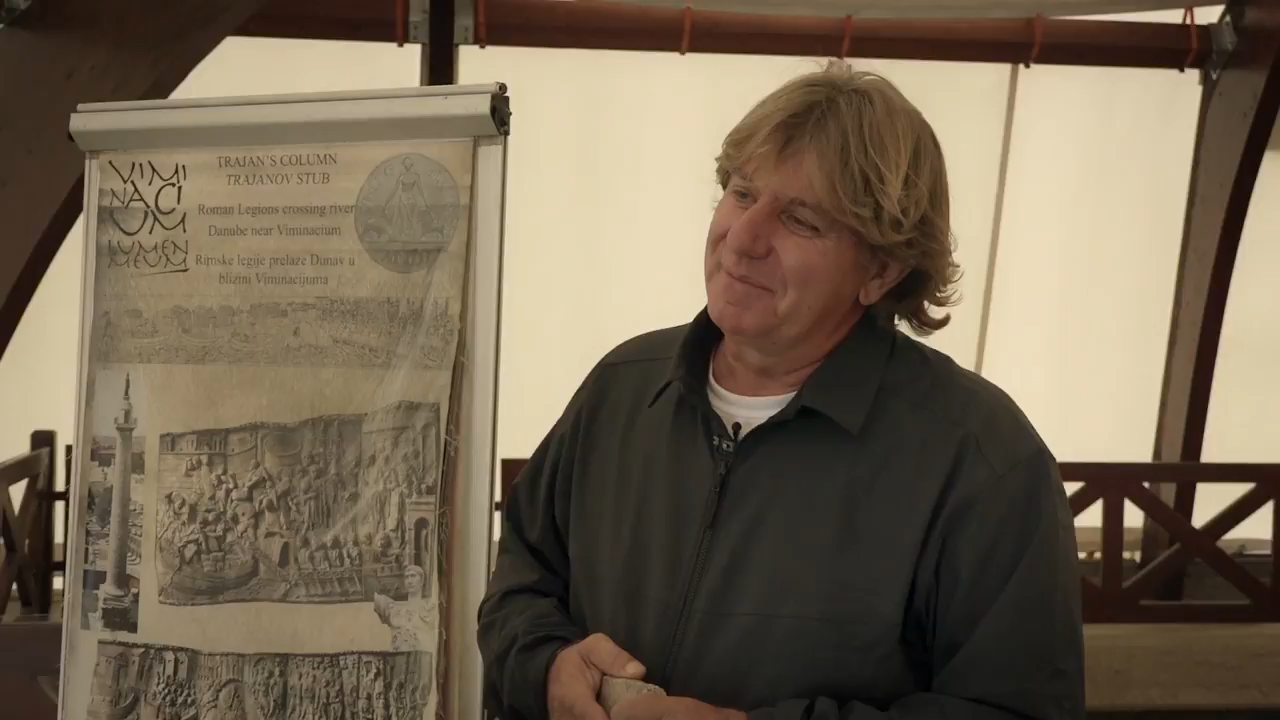 VIMI
NACI
UM
LUMEN
MEUM
TRAJAN'S COLUMN
TRAJANOV STUB
Roman Legions crossing river
Danube near Viminacium
Rimske legije prelaze Dunav u
blizini Viminacijuma